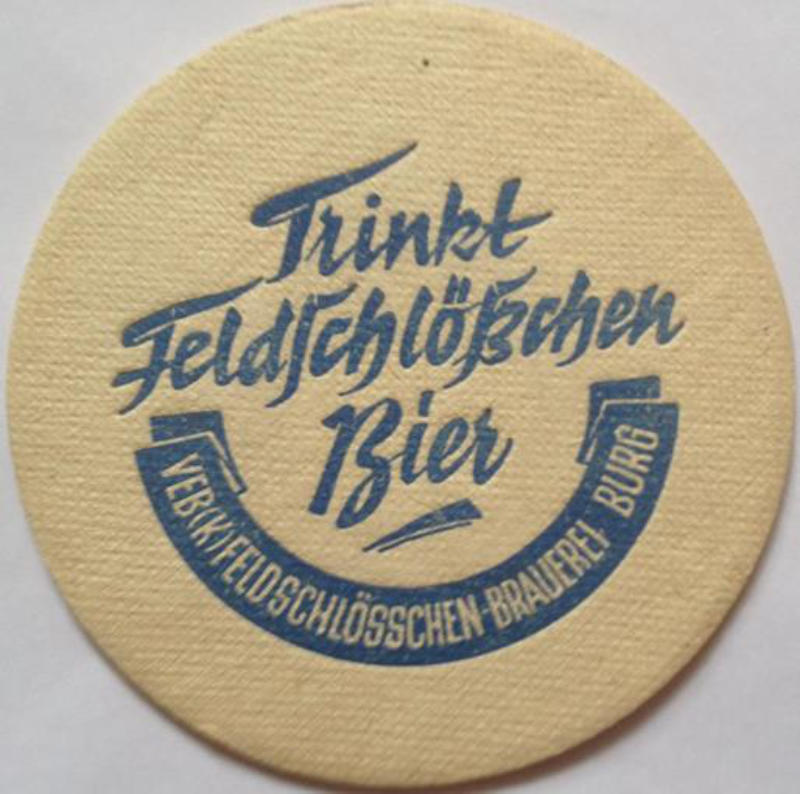 Trinkt
Feldſchlößchen
Bier
VEB(K)FELDSCHLÖSSCHEN-BRAUEREI BURG